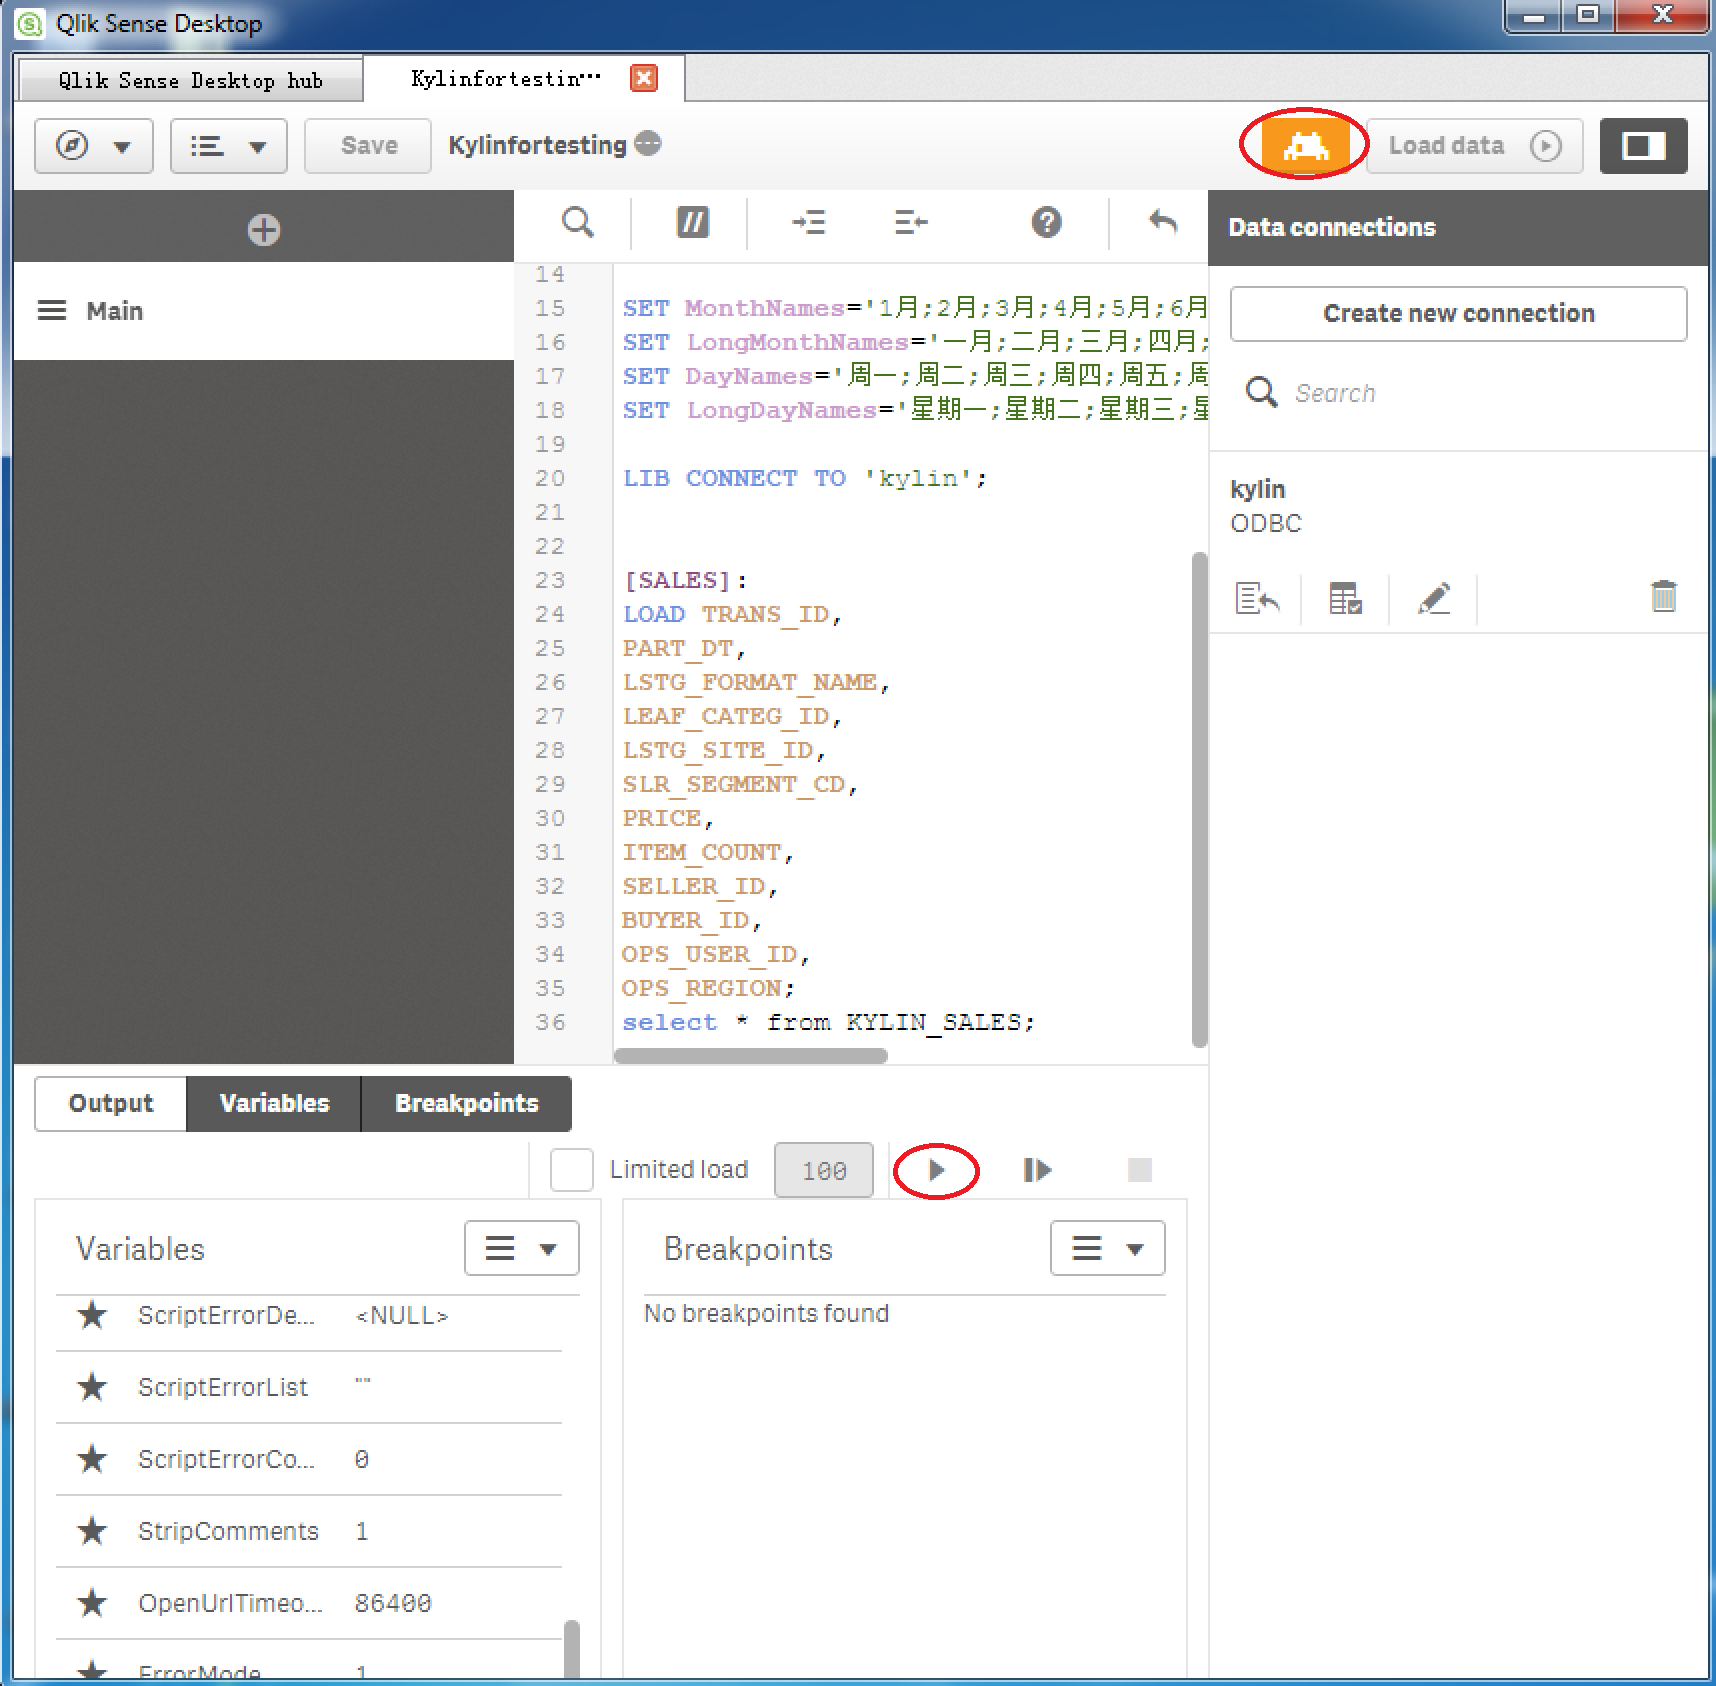 Qlik Sense Desktop
Qlik Sense Desktop hub
Kylinfortestin…
Save
Kylinfortesting
Load data
Main
14
15 SET MonthNames='1月;2月;3月;4月;5月;6月
16 SET LongMonthNames='一月;二月;三月;四月;
17 SET DayNames='周一;周二;周三;周四;周五;周
18 SET LongDayNames='星期一;星期二;星期三;星
19
20 LIB CONNECT TO 'kylin';
21
22
23 [SALES]:
24 LOAD TRANS_ID,
25 PART_DT,
26 LSTG_FORMAT_NAME,
27 LEAF_CATEG_ID,
28 LSTG_SITE_ID,
29 SLR_SEGMENT_CD,
30 PRICE,
31 ITEM_COUNT,
32 SELLER_ID,
33 BUYER_ID,
34 OPS_USER_ID,
35 OPS_REGION;
36 select * from KYLIN_SALES;
Data connections
Create new connection
Search
kylin
ODBC
Output
Variables
Breakpoints
Limited load
100
Variables
ScriptErrorDe... <NULL>
ScriptErrorList ""
ScriptErrorCo... 0
StripComments 1
OpenUrlTimeo... 86400
ErrorMode 1
Breakpoints
No breakpoints found